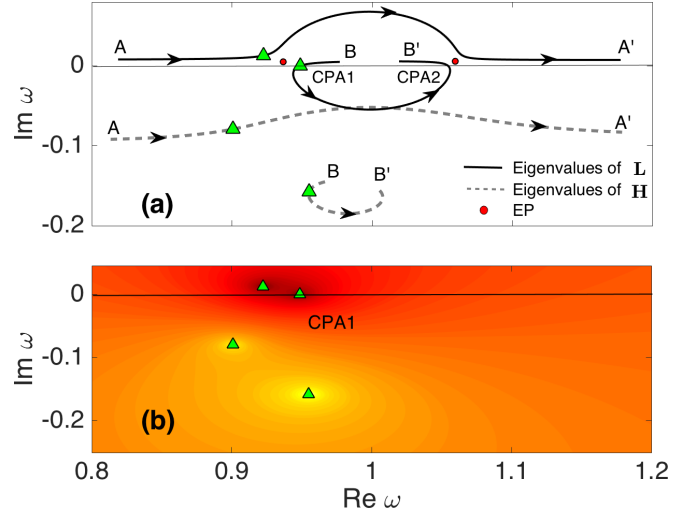 A
B
B'
A'
0
CPA1
CPA2
Im ω
-0.1
A
A'
B
B'
Eigenvalues of L
Eigenvalues of H
EP
(a)
-0.2
0
CPA1
Im ω
-0.1
-0.2
(b)
0.8
0.9
1
1.1
1.2
Re ω